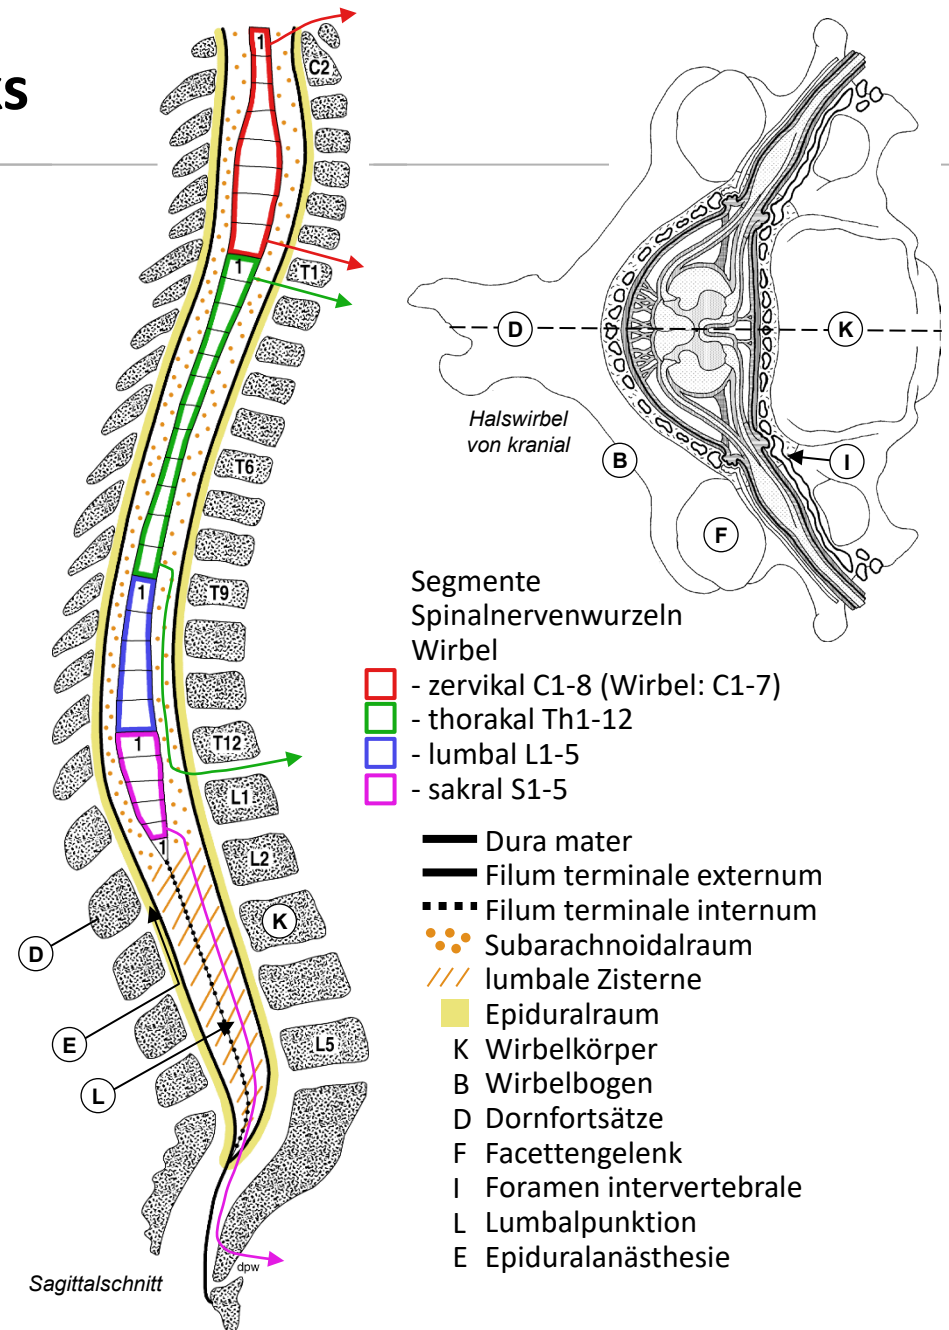 ks
1
C2
1
T1
T6
T9
1
T12
1
L1
L2
1
K
D
E
L5
L
dpw
Sagittalschnitt
D
K
Halswirbel
von kranial
B
I
F
Segmente
Spinalnervenwurzeln
Wirbel
- zervikal C1-8 (Wirbel: C1-7)
- thorakal Th1-12
- lumbal L1-5
- sakral S1-5
Dura mater
Filum terminale externum
Filum terminale internum
Subarachnoidalraum
lumbale Zisterne
Epiduralraum
K Wirbelkörper
B Wirbelbogen
D Dornfortsätze
F Facettengelenk
I Foramen intervertebrale
L Lumbalpunktion
E Epiduralanästhesie